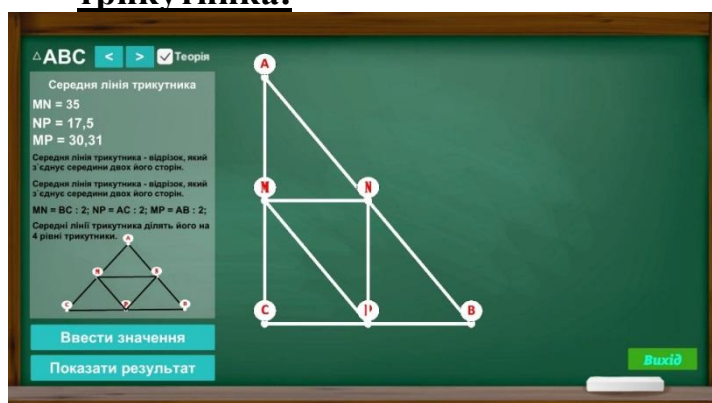 трикутника:
△ABC < > Теорія
Середня лінія трикутника
MN = 35
NP = 17,5
MP = 30,31
Середня лінія трикутника - відрізок, який
з`єднує середини двох його сторін.
Середня лінія трикутника - відрізок, який
з`єднує середини двох його сторін.
MN = BC : 2; NP = AC : 2; MP = AB : 2;
Середні лінії трикутника ділять його на
4 рівні трикутники.
A
C
Ввести значення
Показати результат
A
M N
C P B
Вихід